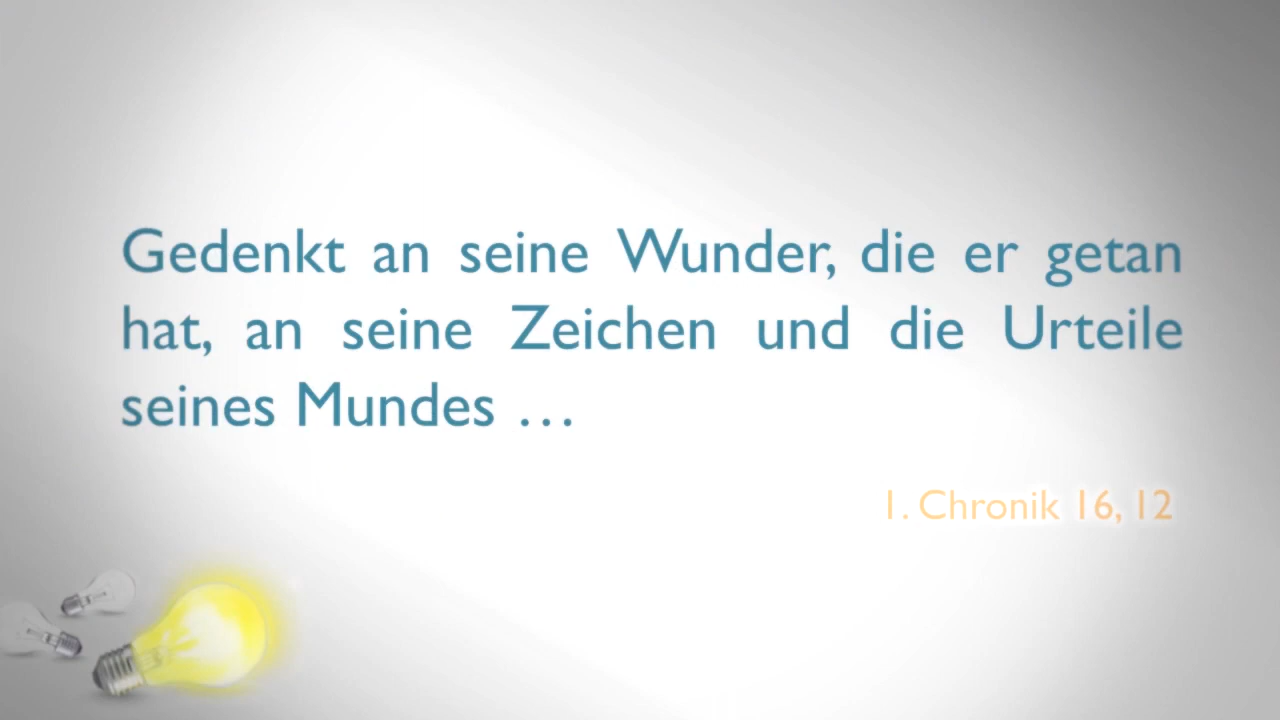 Gedenkt an seine Wunder, die er getan
hat, an seine Zeichen und die Urteile
seines Mundes …
1. Chronik 16, 12